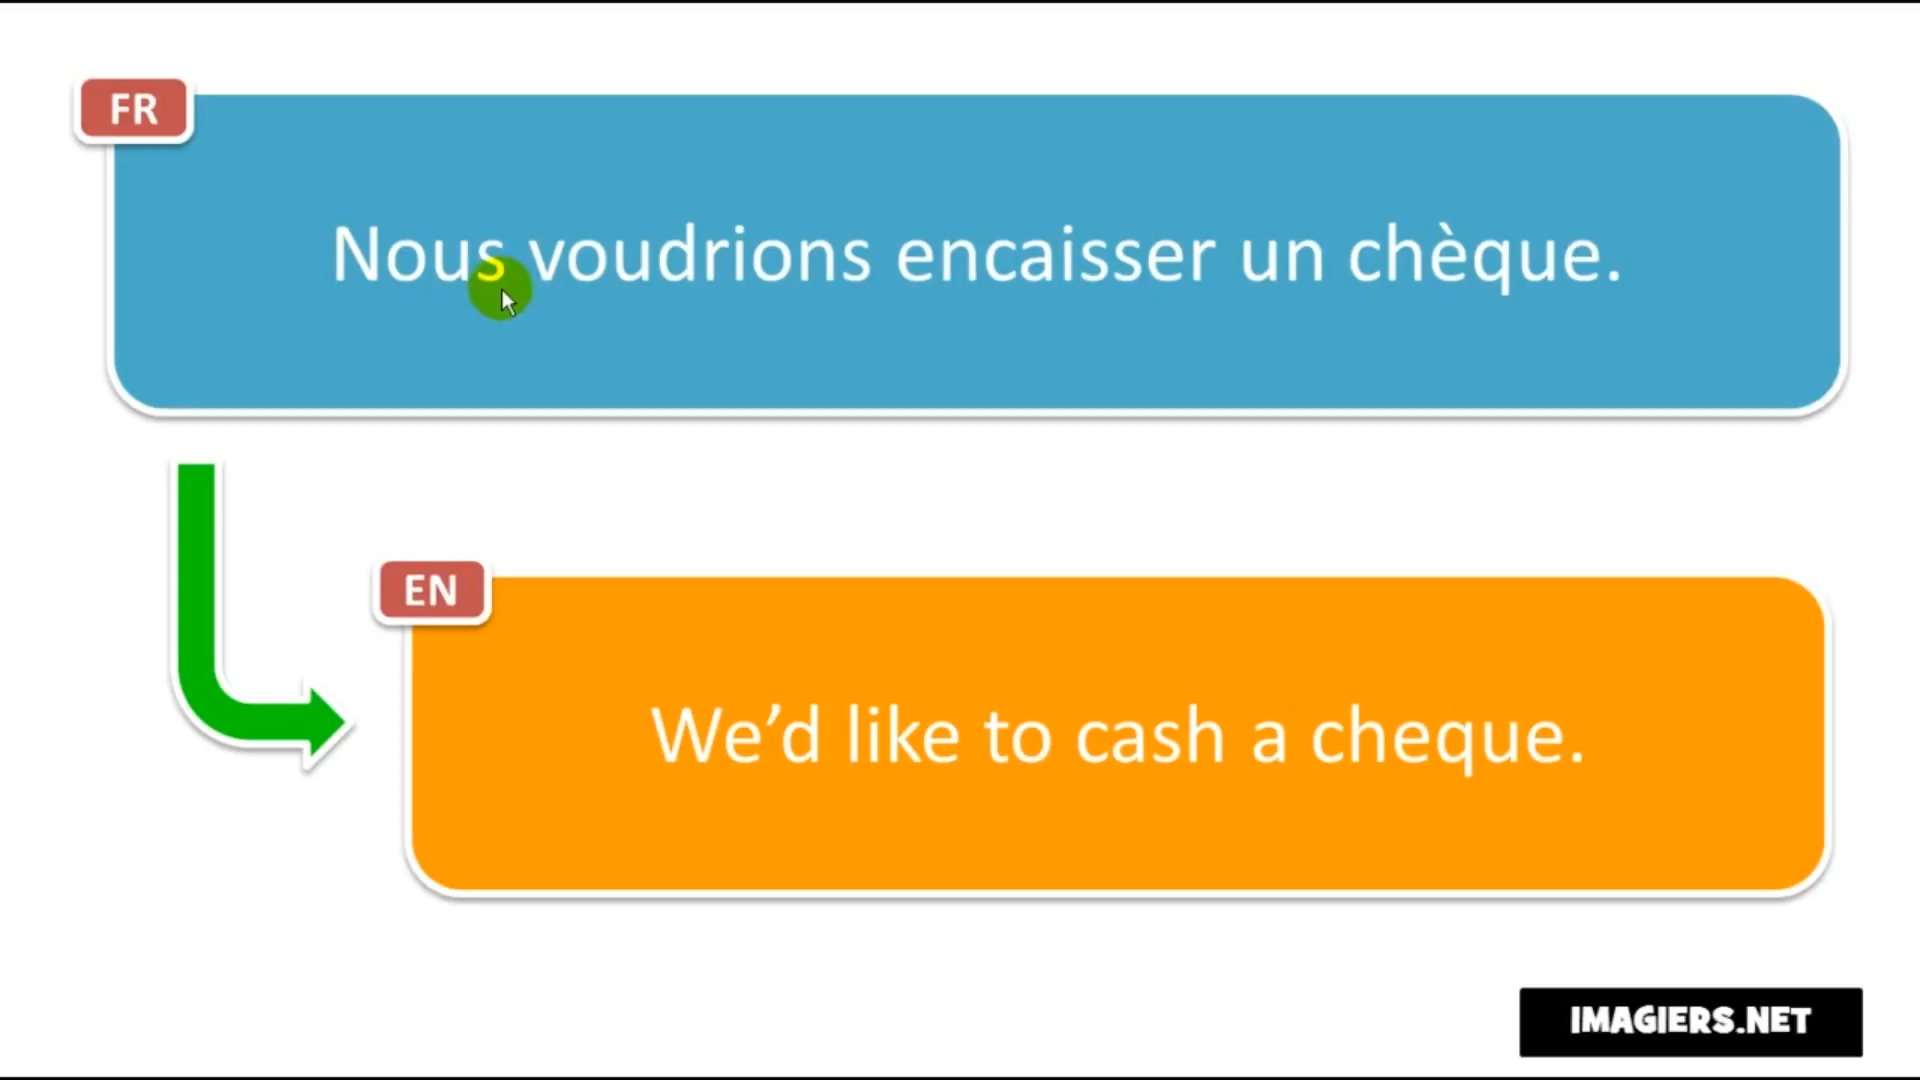 FR
Nous voudrions encaisser un chèque.
EN
We’d like to cash a cheque.
IMAGIERS.NET